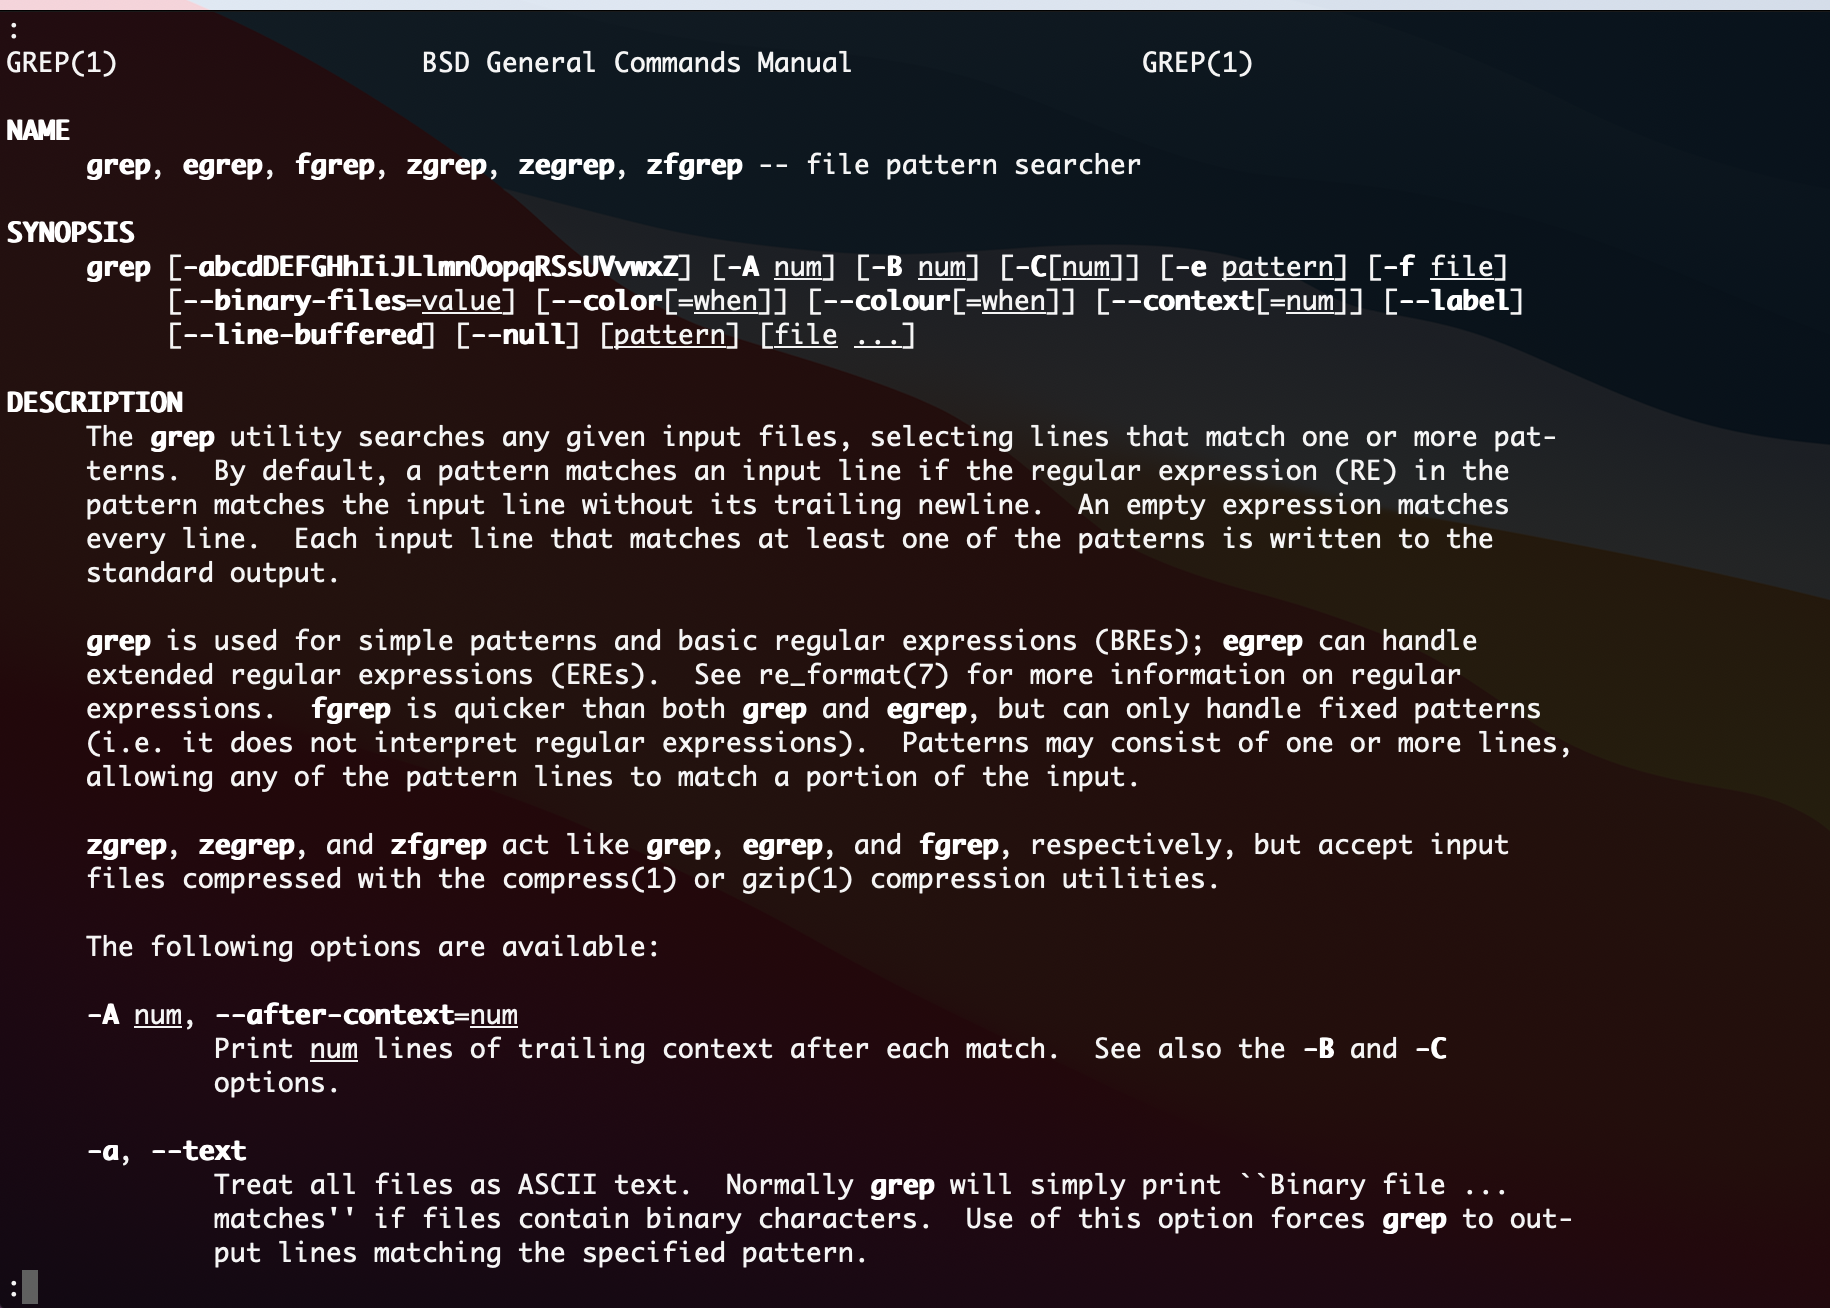 :
GREP(1)                   BSD General Commands Manual                  GREP(1)
NAME
     grep, egrep, fgrep, zgrep, zegrep, zfgrep -- file pattern searcher
SYNOPSIS
     grep [-abcdDEFGHhIiJLlmnOopqRSsUVvwxZ] [-A num] [-B num] [-C[num]] [-e pattern] [-f file]
          [--binary-files=value] [--color[=when]] [--colour[=when]] [--context[=num]] [--label]
          [--line-buffered] [--null] [pattern] [file ...]
DESCRIPTION
     The grep utility searches any given input files, selecting lines that match one or more pat-
     terns.  By default, a pattern matches an input line if the regular expression (RE) in the
     pattern matches the input line without its trailing newline.  An empty expression matches
     every line.  Each input line that matches at least one of the patterns is written to the
     standard output.
     grep is used for simple patterns and basic regular expressions (BREs); egrep can handle
     extended regular expressions (EREs).  See re_format(7) for more information on regular
     expressions.  fgrep is quicker than both grep and egrep, but can only handle fixed patterns
     (i.e. it does not interpret regular expressions).  Patterns may consist of one or more lines,
     allowing any of the pattern lines to match a portion of the input.
     zgrep, zegrep, and zfgrep act like grep, egrep, and fgrep, respectively, but accept input
     files compressed with the compress(1) or gzip(1) compression utilities.
     The following options are available:
     -A num, --after-context=num
             Print num lines of trailing context after each match.  See also the -B and -C
             options.
     -a, --text
             Treat all files as ASCII text.  Normally grep will simply print ``Binary file ...
             matches'' if files contain binary characters.  Use of this option forces grep to out-
             put lines matching the specified pattern.
: